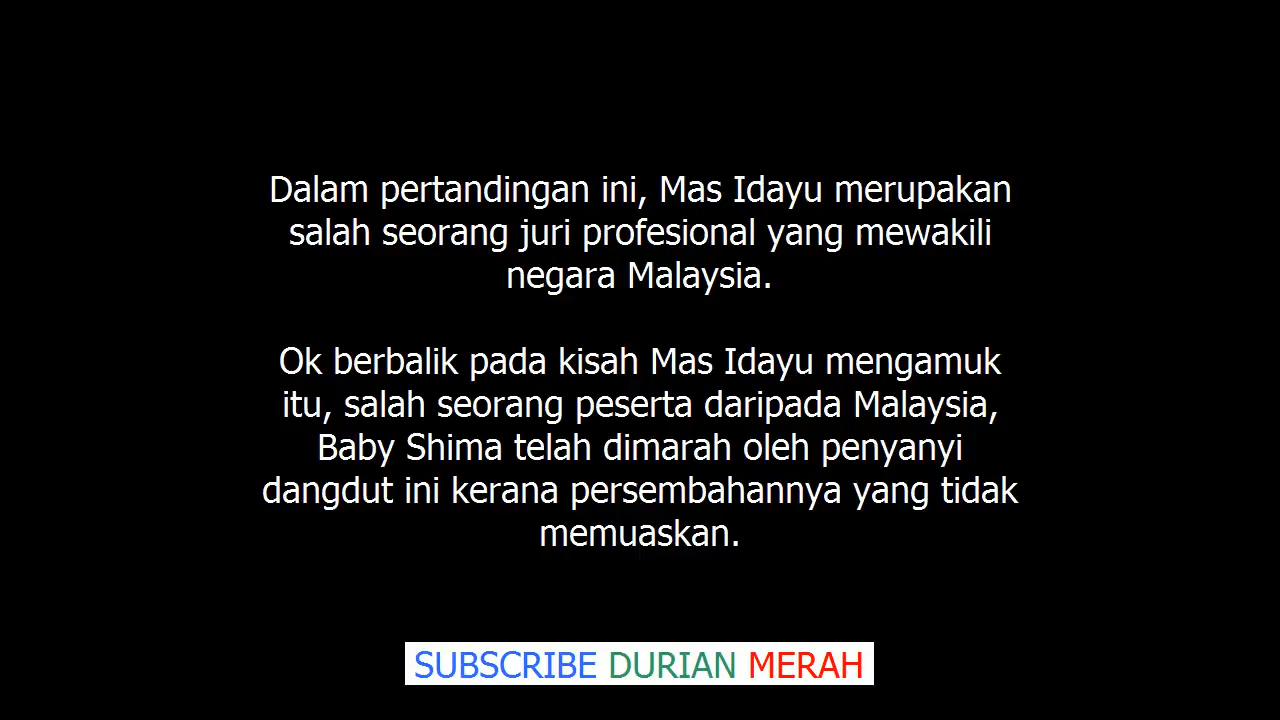 Dalam pertandingan ini, Mas Idayu merupakan
salah seorang juri profesional yang mewakili
negara Malaysia.
Ok berbalik pada kisah Mas Idayu mengamuk
itu, salah seorang peserta daripada Malaysia,
Baby Shima telah dimarah oleh penyanyi
dangdut ini kerana persembahannya yang tidak
memuaskan.
SUBSCRIBE DURIAN MERAH